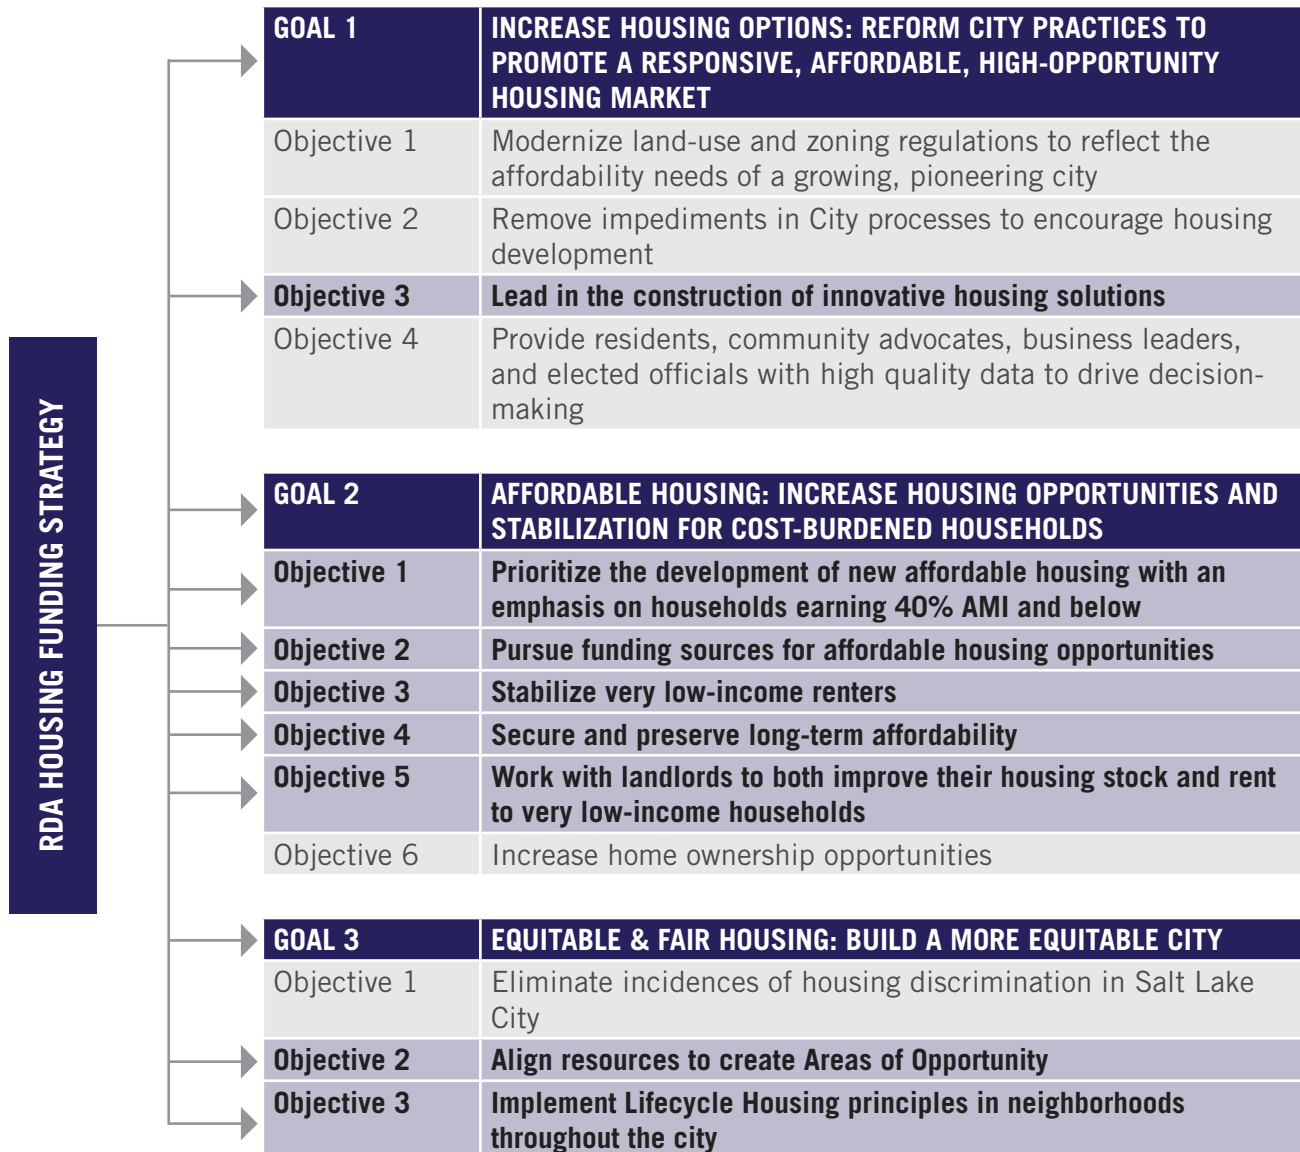 RDA HOUSING FUNDING STRATEGY
GOAL 1
INCREASE HOUSING OPTIONS: REFORM CITY PRACTICES TO
PROMOTE A RESPONSIVE, AFFORDABLE, HIGH-OPPORTUNITY
HOUSING MARKET
Objective 1
Modernize land-use and zoning regulations to reflect the
affordability needs of a growing, pioneering city
Objective 2
Remove impediments in City processes to encourage housing
development
Objective 3
Lead in the construction of innovative housing solutions
Objective 4
Provide residents, community advocates, business leaders,
and elected officials with high quality data to drive decision-
making
GOAL 2
AFFORDABLE HOUSING: INCREASE HOUSING OPPORTUNITIES AND
STABILIZATION FOR COST-BURDENED HOUSEHOLDS
Objective 1
Prioritize the development of new affordable housing with an
emphasis on households earning 40% AMI and below
Objective 2
Pursue funding sources for affordable housing opportunities
Objective 3
Stabilize very low-income renters
Objective 4
Secure and preserve long-term affordability
Objective 5
Work with landlords to both improve their housing stock and rent
to very low-income households
Objective 6
Increase home ownership opportunities
GOAL 3
EQUITABLE & FAIR HOUSING: BUILD A MORE EQUITABLE CITY
Objective 1
Eliminate incidences of housing discrimination in Salt Lake
City
Objective 2
Align resources to create Areas of Opportunity
Objective 3
Implement Lifecycle Housing principles in neighborhoods
throughout the city